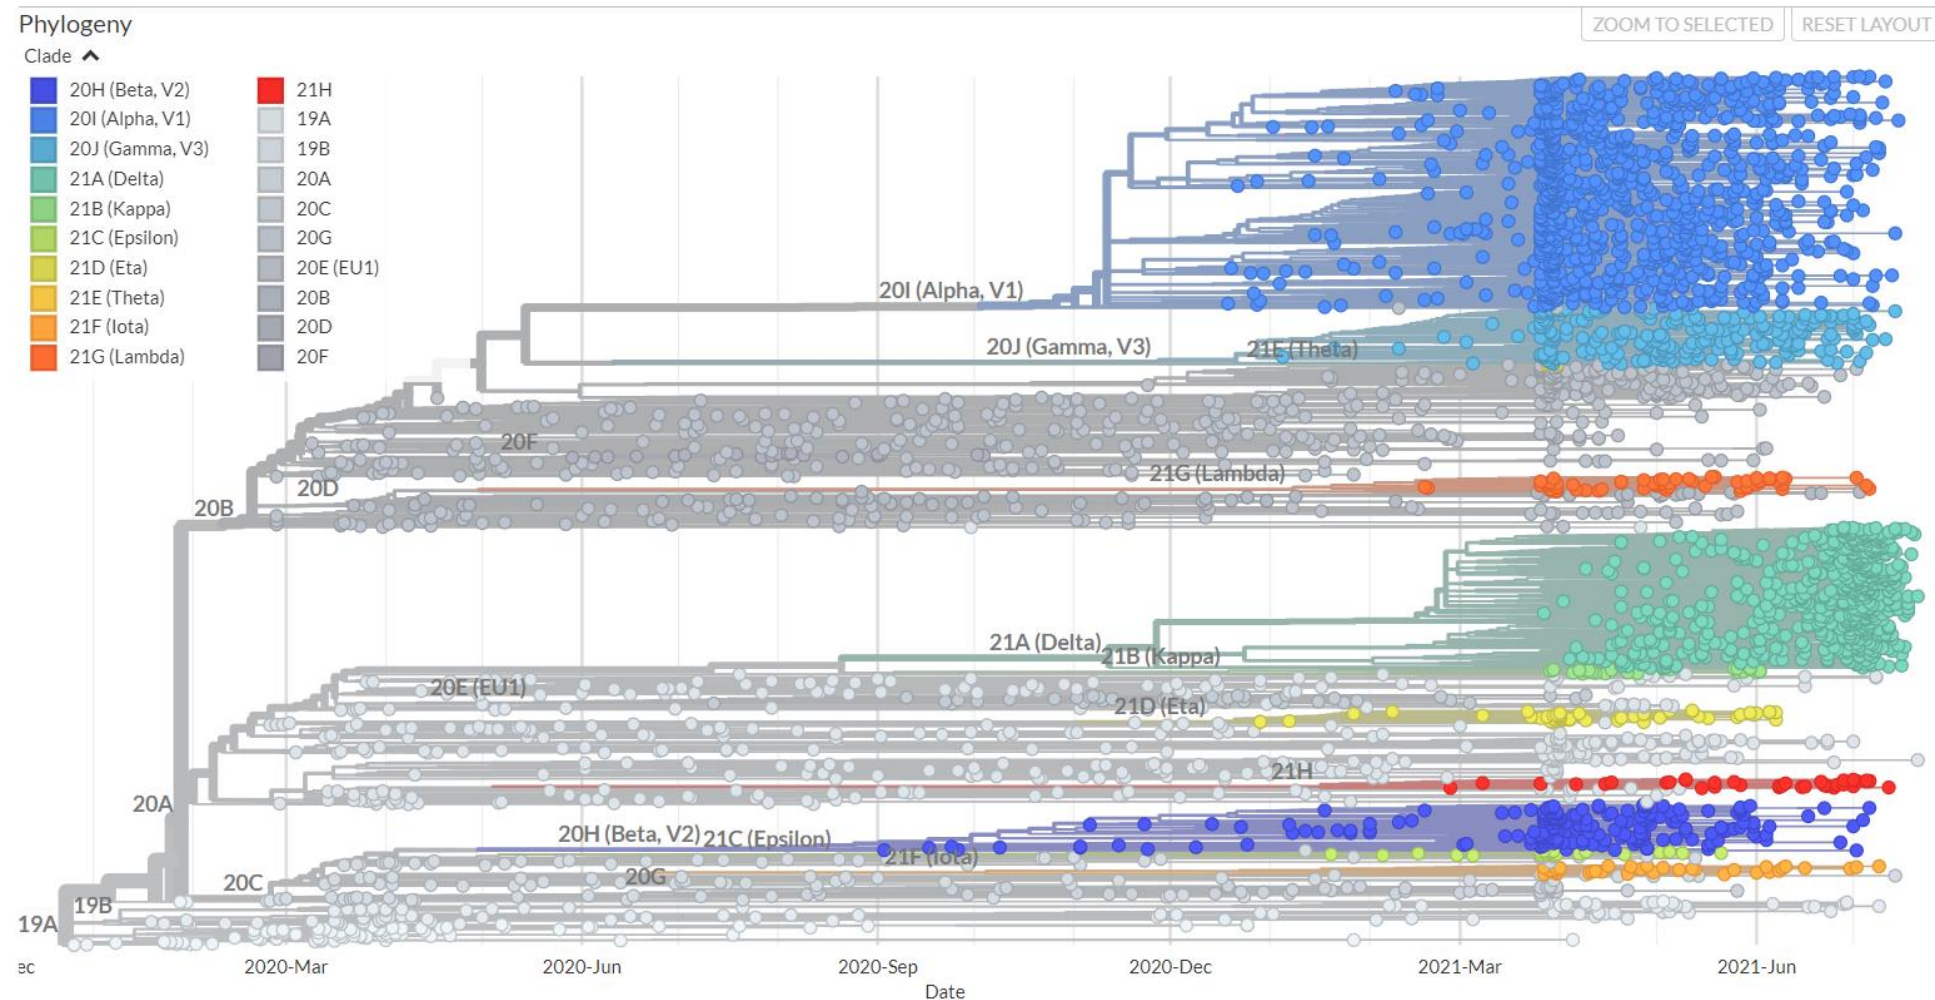 Phylogeny
ZOOM TO SELECTED
RESET LAYOUT
Clade
20H (Beta, V2)
20I (Alpha, V1)
20J (Gamma, V3)
21A (Delta)
21B (Kappa)
21C (Epsilon)
21D (Eta)
21E (Theta)
21F (Iota)
21G (Lambda)
21H
19A
19B
20A
20C
20G
20E (EU1)
20B
20D
20F
20I (Alpha, V1)
20J (Gamma, V3)
21E (Theta)
20F
21G (Lambda)
20D
20B
21A (Delta)
21B (Kappa)
20E (EU1)
21D (Eta)
21H
20A
20H (Beta, V2)
21C (Epsilon)
21F (Iota)
20G
20C
19B
19A
ec
2020-Mar
2020-Jun
2020-Sep
2020-Dec
2021-Mar
2021-Jun
Date